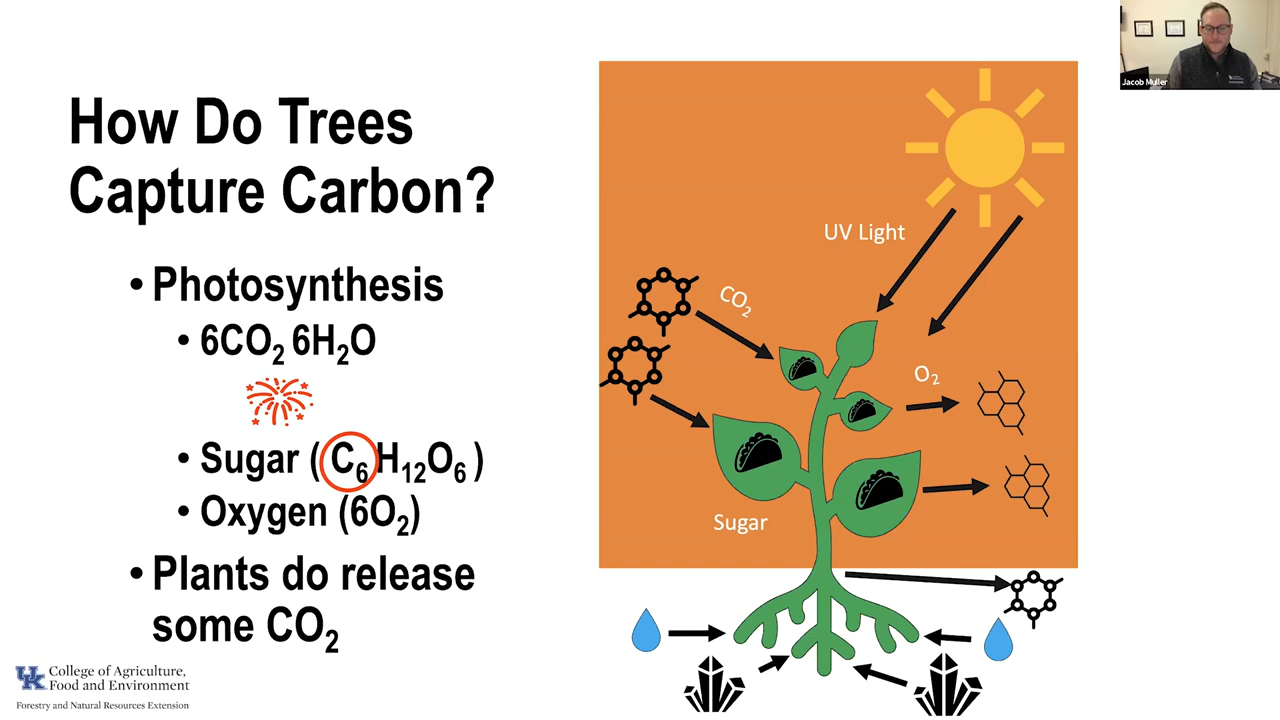 How Do Trees
Capture Carbon?
• Photosynthesis
• 6CO₂ 6H₂O
• Sugar ( C₆H₁₂O₆ )
• Oxygen (6O₂)
• Plants do release
some CO₂
UV Light
CO₂
O₂
Sugar
Jacob Muller
UK College of Agriculture,
Food and Environment
Forestry and Natural Resources Extension